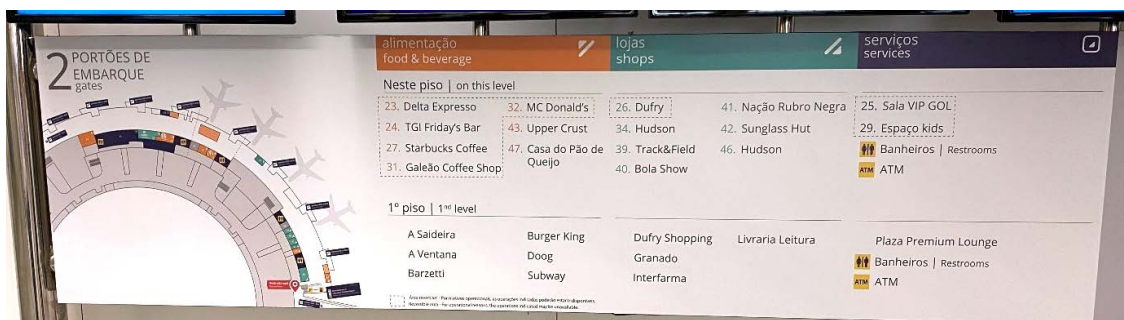 2 PORTÕES DE
EMBARQUE
gates
alimentação
food & beverage
lojas
shops
serviços
services
Neste piso | on this level
23. Delta Expresso
24. TGI Friday's Bar
27. Starbucks Coffee
31. Galeão Coffee Shop
32. MC Donald's
43. Upper Crust
47. Casa do Pão de
Queijo
26. Dufry
34. Hudson
39. Track&Field
40. Bola Show
41. Nação Rubro Negra
42. Sunglass Hut
46. Hudson
25. Sala VIP GOL
29. Espaço kids
Banheiros | Restrooms
ATM ATM
1º piso | 1nd level
A Saideira
A Ventana
Barzetti
Burger King
Doog
Subway
Dufry Shopping
Granado
Interfarma
Livraria Leitura
Plaza Premium Lounge
Banheiros | Restrooms
ATM ATM